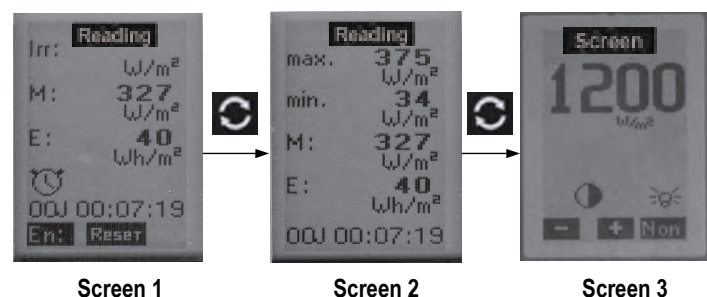 Reading
Irr:
W/m²
M: 327
W/m²
E: 40
Wh/m²
00J 00:07:19
En: Reset
Screen 1
Reading
max. 375
W/m²
min. 34
W/m²
M: 327
W/m²
E: 40
Wh/m²
00J 00:07:19
Screen 2
Screen
1200
W/m²
- + Non
Screen 3